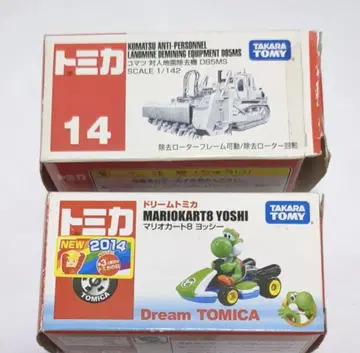 トミカ
14
KOMATSU ANTI-PERSONNEL
LANDMINE DEMINING EQUIPMENT D85MS
コマツ 対人地雷除去機 D85MS
SCALE 1/142
TAKARA
TOMY
除去ローターフレーム可動/除去ローター回転
トミカ
NEW 2014
TOMICA
ドリームトミカ
MARIOKART8 YOSHI
マリオカート8 ヨッシー
TAKARA
TOMY
Dream TOMICA